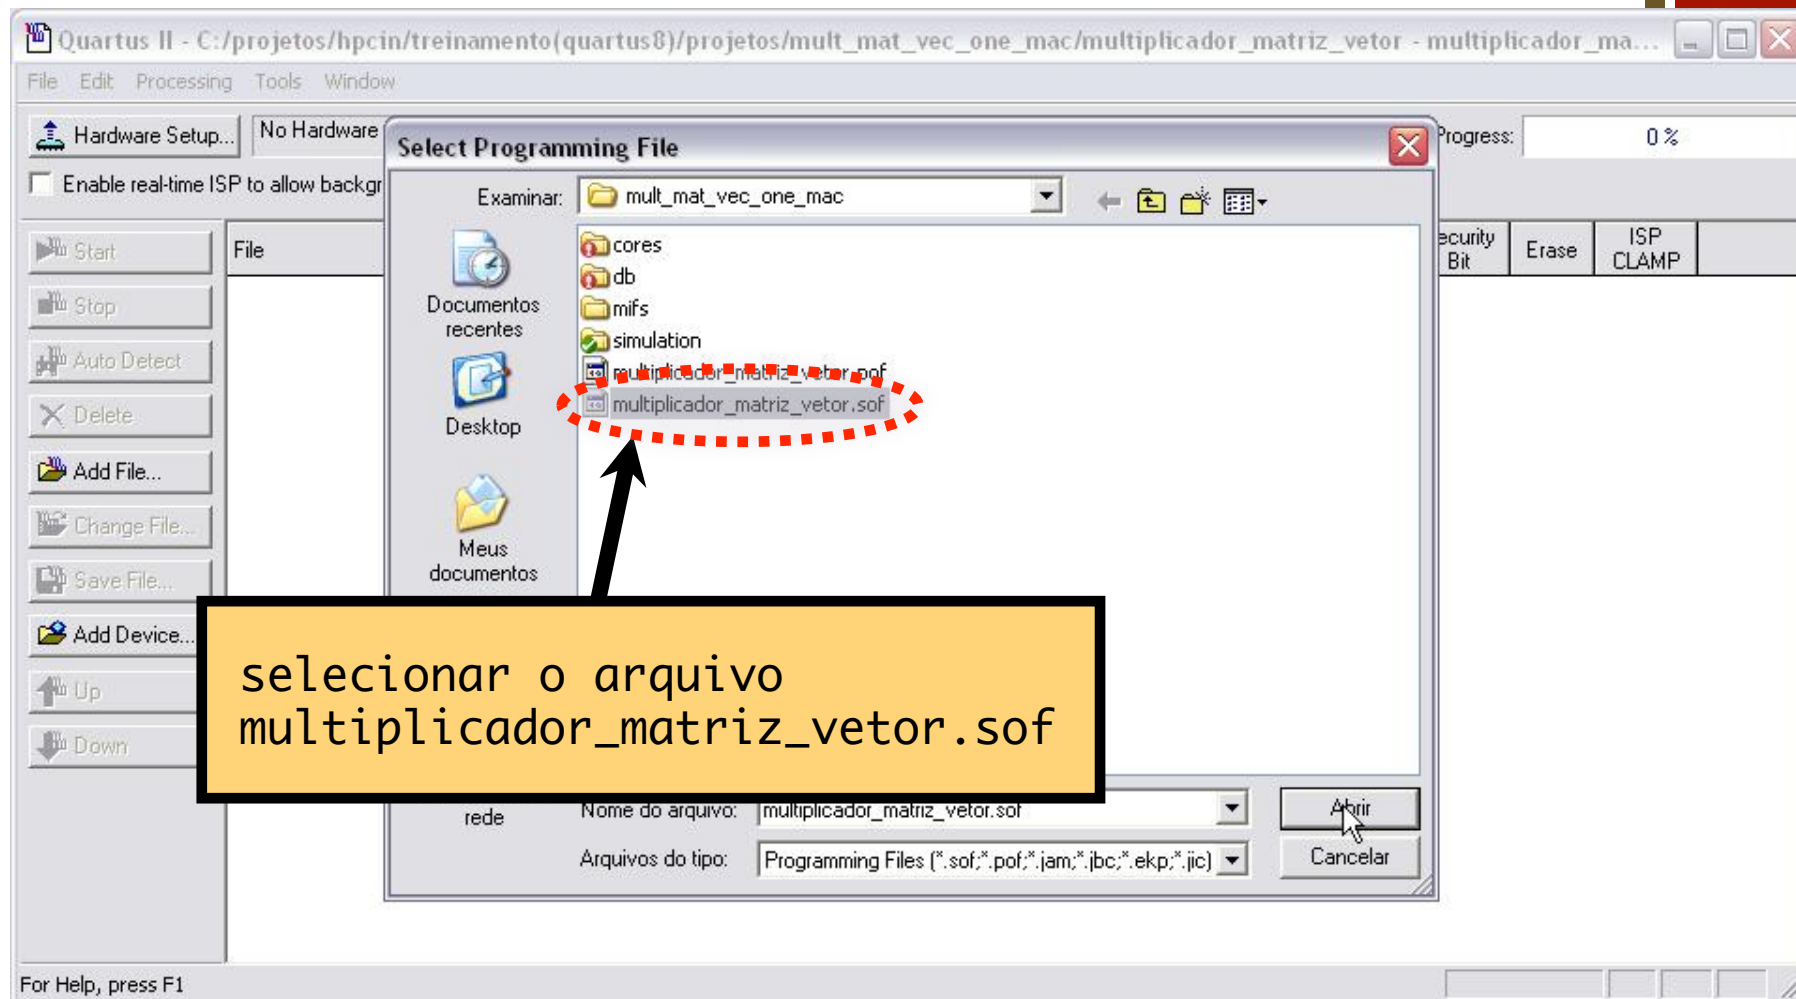 Quartus II - C:/projetos/hpcin/treinamento(quartus8)/projetos/mult_mat_vec_one_mac/multiplicador_matriz_vetor - multiplicador_ma...
File Edit Processing Tools Window
Hardware Setup... No Hardware
Progress: 0 %
Enable real-time ISP to allow backgr
Select Programming File
Examinar: mult_mat_vec_one_mac
Start
Stop
Auto Detect
Delete
Add File...
Change File...
Save File...
Add Device...
Up
Down
File
ecurity Bit
Erase
ISP CLAMP
Documentos recentes
Desktop
Meus documentos
rede
cores
db
mifs
simulation
multiplicador_matriz_vetor.pof
multiplicador_matriz_vetor.sof
selecionar o arquivo
multiplicador_matriz_vetor.sof
Nome do arquivo: multiplicador_matriz_vetor.sof
Abrir
Arquivos do tipo: Programming Files (*.sof;*.pof;*.jam;*.jbc;*.ekp;*.jic)
Cancelar
For Help, press F1